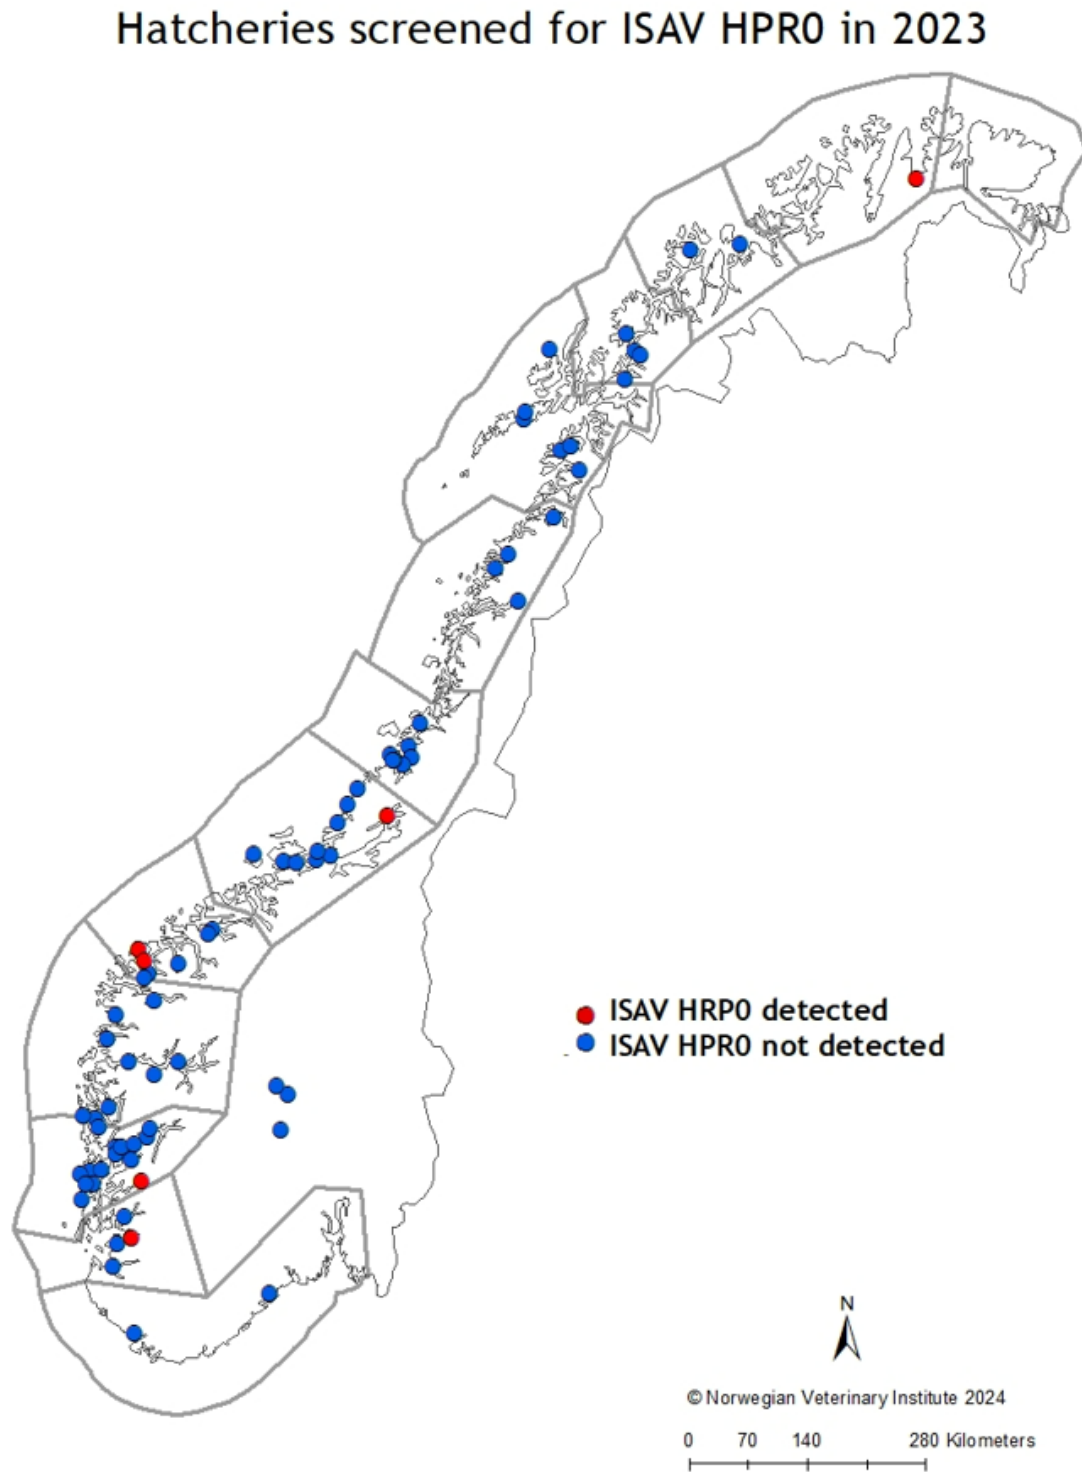 Hatcheries screened for ISAV HPR0 in 2023
ISAV HRP0 detected
ISAV HPR0 not detected
N
© Norwegian Veterinary Institute 2024
0 70 140 280 Kilometers